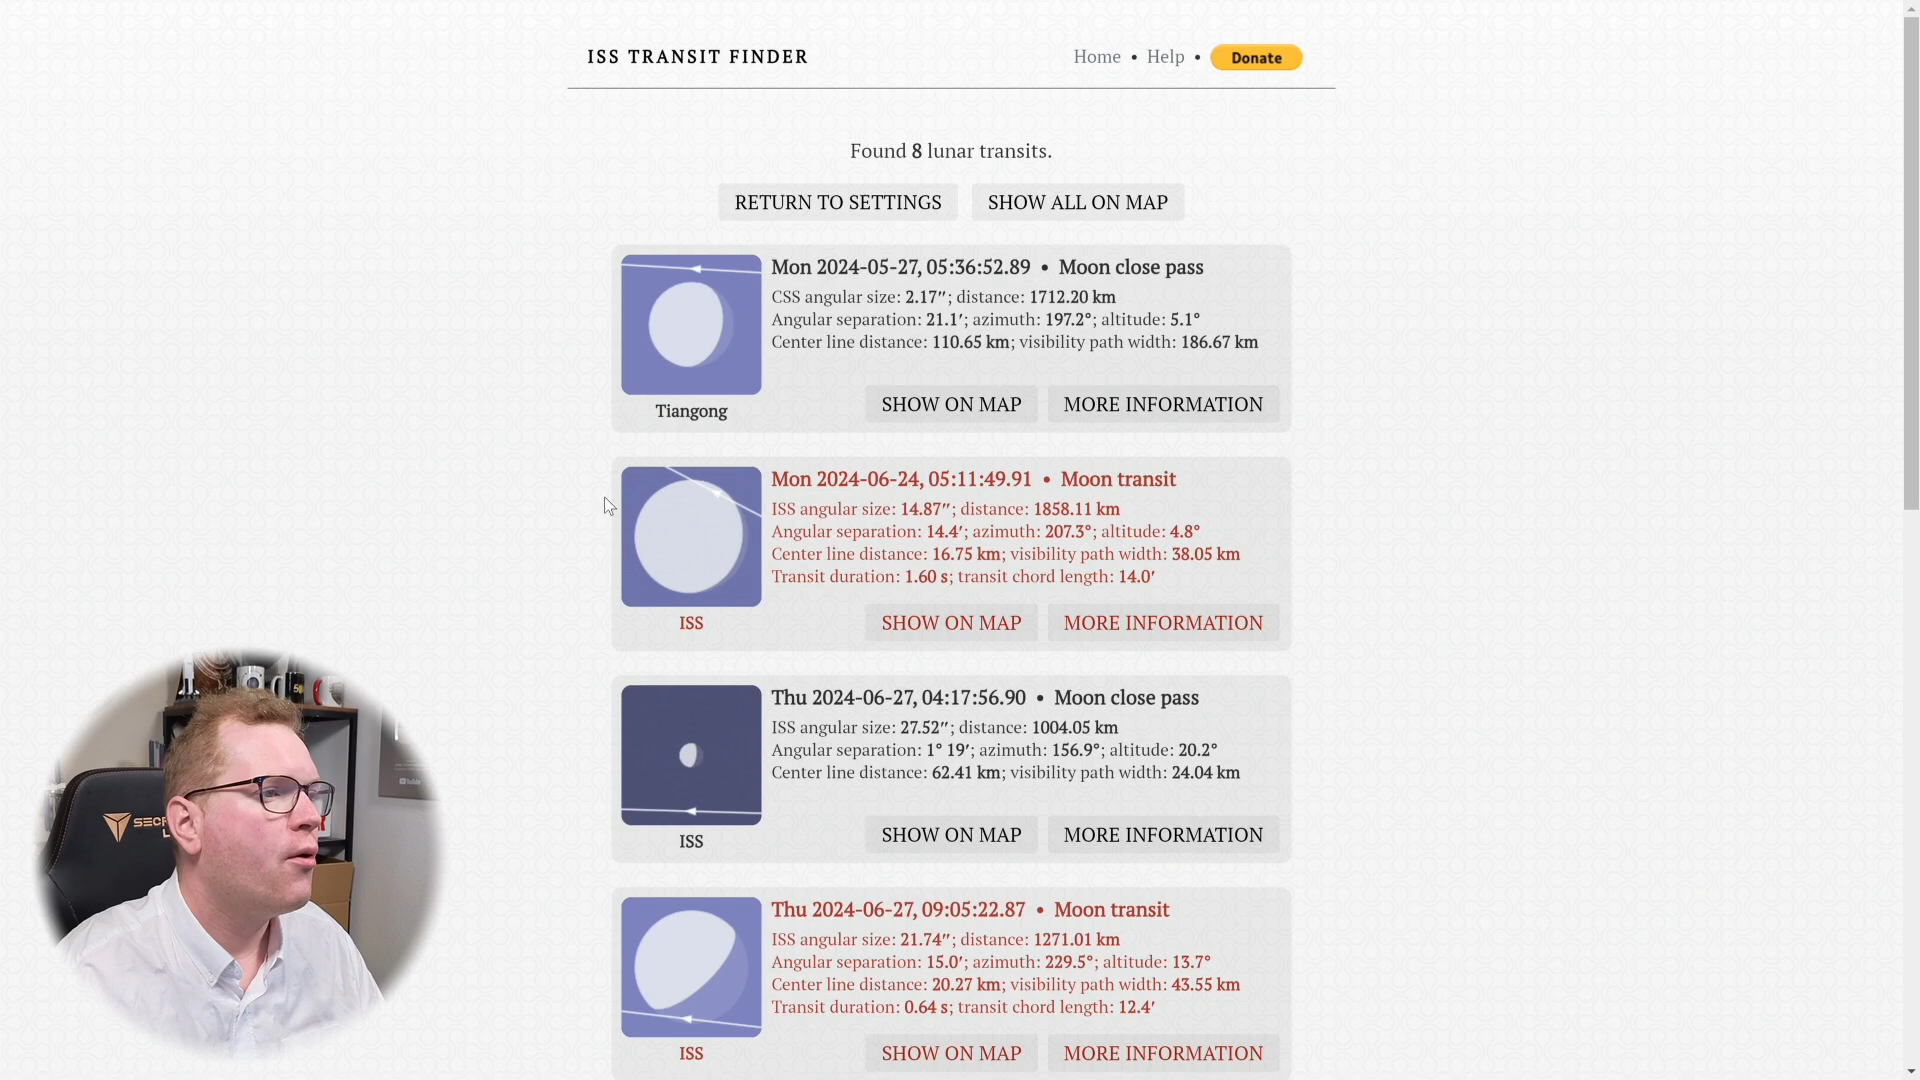 ISS TRANSIT FINDER
Home • Help • Donate
Found 8 lunar transits.
RETURN TO SETTINGS SHOW ALL ON MAP
Mon 2024-05-27, 05:36:52.89 • Moon close pass
CSS angular size: 2.17″; distance: 1712.20 km
Angular separation: 21.1′; azimuth: 197.2°; altitude: 5.1°
Center line distance: 110.65 km; visibility path width: 186.67 km
SHOW ON MAP MORE INFORMATION
Tiangong
Mon 2024-06-24, 05:11:49.91 • Moon transit
ISS angular size: 14.87″; distance: 1858.11 km
Angular separation: 14.4′; azimuth: 207.3°; altitude: 4.8°
Center line distance: 16.75 km; visibility path width: 38.05 km
Transit duration: 1.60 s; transit chord length: 14.0′
ISS SHOW ON MAP MORE INFORMATION
Thu 2024-06-27, 04:17:56.90 • Moon close pass
ISS angular size: 27.52″; distance: 1004.05 km
Angular separation: 1° 19′; azimuth: 156.9°; altitude: 20.2°
Center line distance: 62.41 km; visibility path width: 24.04 km
ISS SHOW ON MAP MORE INFORMATION
Thu 2024-06-27, 09:05:22.87 • Moon transit
ISS angular size: 21.74″; distance: 1271.01 km
Angular separation: 15.0′; azimuth: 229.5°; altitude: 13.7°
Center line distance: 20.27 km; visibility path width: 43.55 km
Transit duration: 0.64 s; transit chord length: 12.4′
ISS SHOW ON MAP MORE INFORMATION